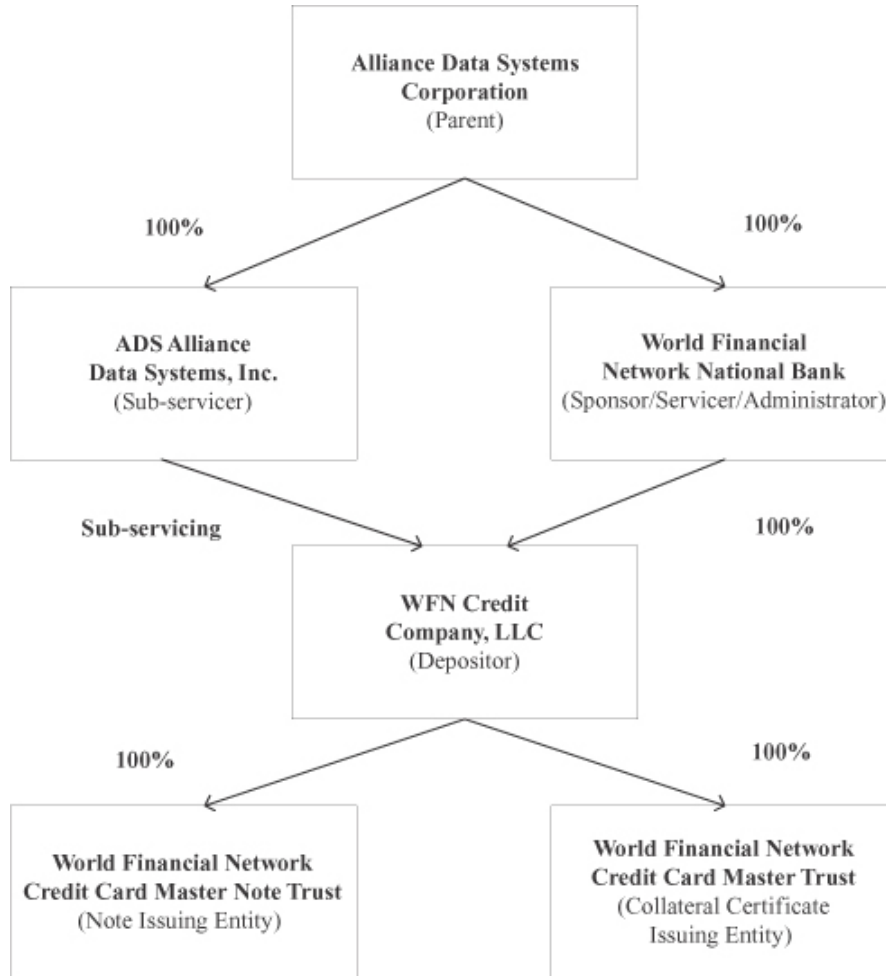 Alliance Data Systems
Corporation
(Parent)
100%
100%
ADS Alliance
Data Systems, Inc.
(Sub-servicer)
World Financial
Network National Bank
(Sponsor/Servicer/Administrator)
Sub-servicing
100%
WFN Credit
Company, LLC
(Depositor)
100%
100%
World Financial Network
Credit Card Master Note Trust
(Note Issuing Entity)
World Financial Network
Credit Card Master Trust
(Collateral Certificate
Issuing Entity)